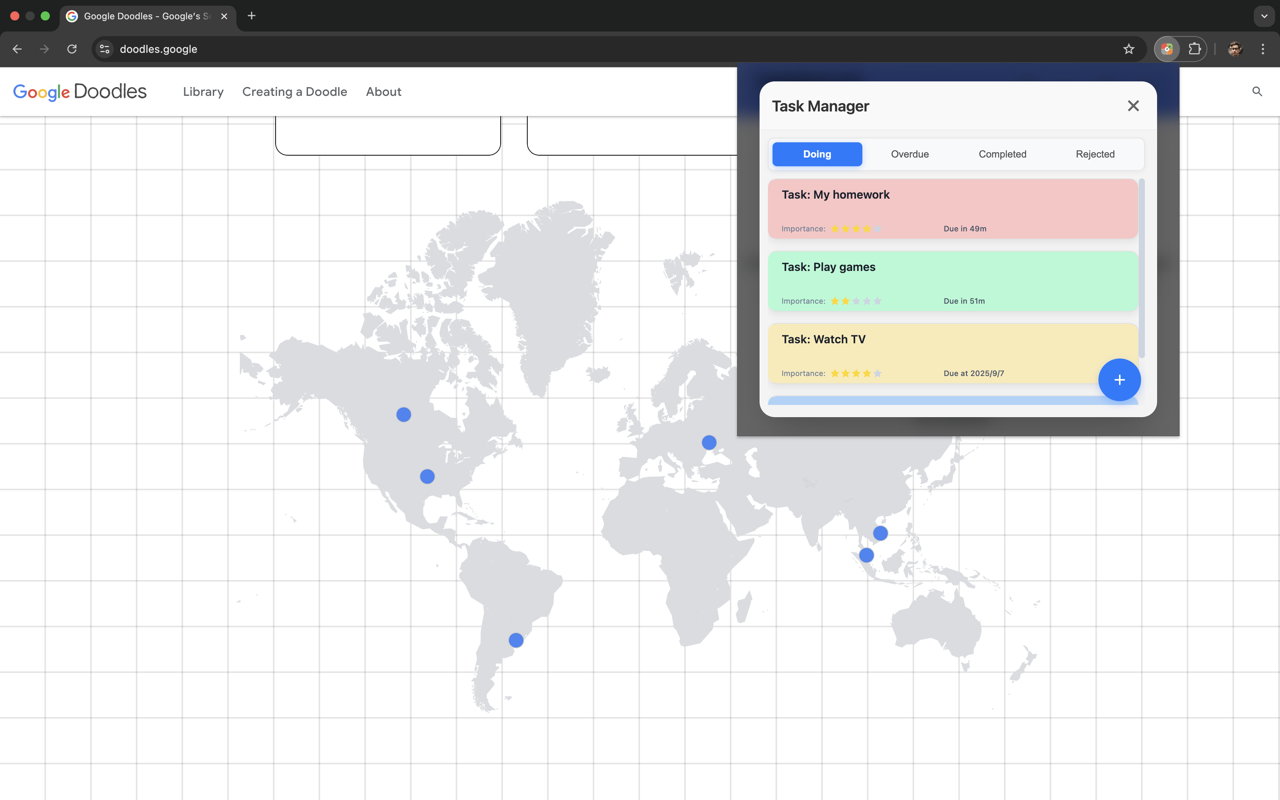 Google Doodles - Google's S
doodles.google
Google Doodles
Library
Creating a Doodle
About
Task Manager
Doing
Overdue
Completed
Rejected
Task: My homework
Importance:
Due in 49m
Task: Play games
Importance:
Due in 51m
Task: Watch TV
Importance:
Due at 2025/9/7